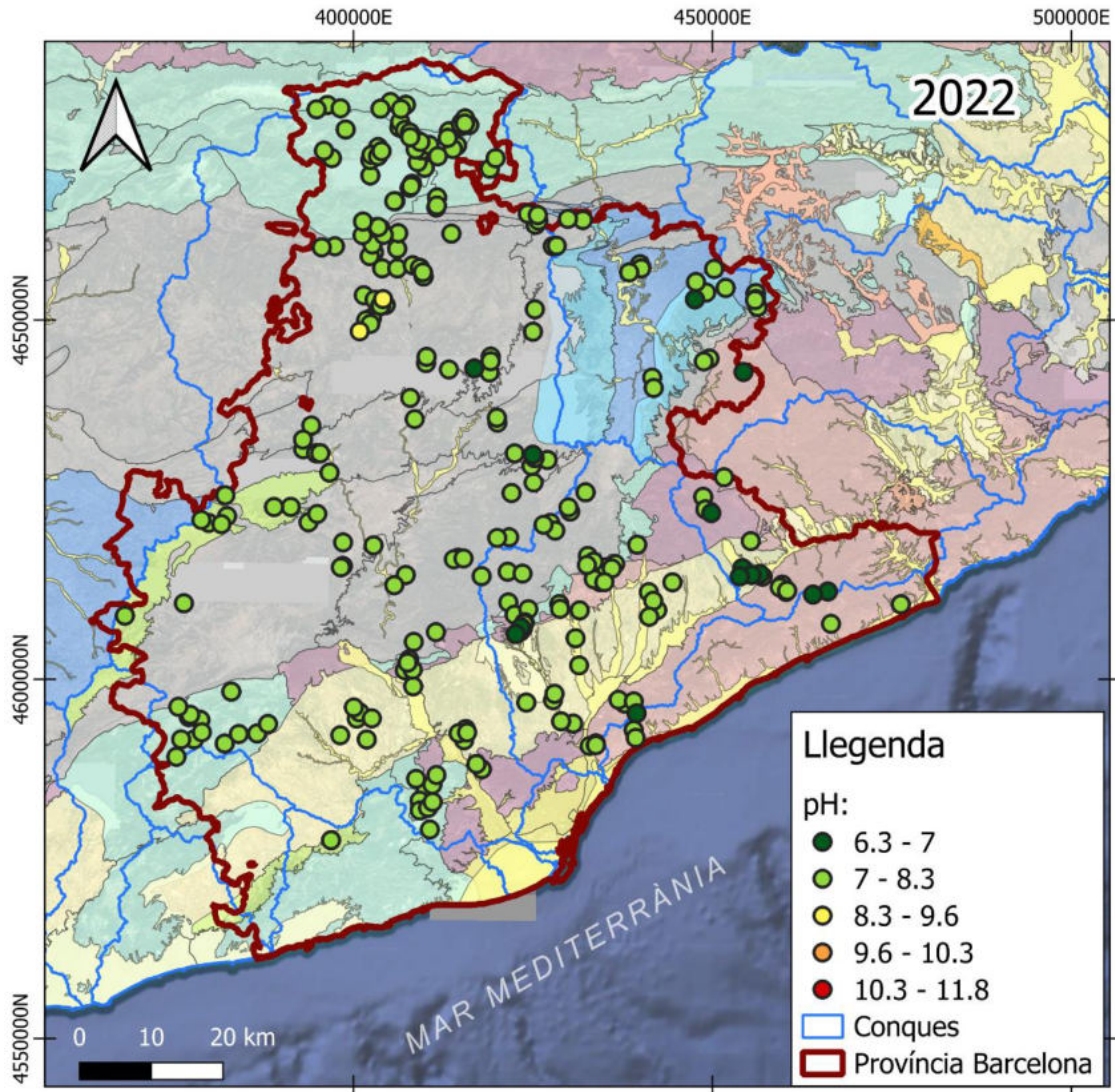 400000E 450000E 500000E
2022
4650000N
4600000N
4550000N
Llegenda
pH:
6.3 - 7
7 - 8.3
8.3 - 9.6
9.6 - 10.3
10.3 - 11.8
Conques
Província Barcelona
MAR MEDITERRÀNIA
0 10 20 km